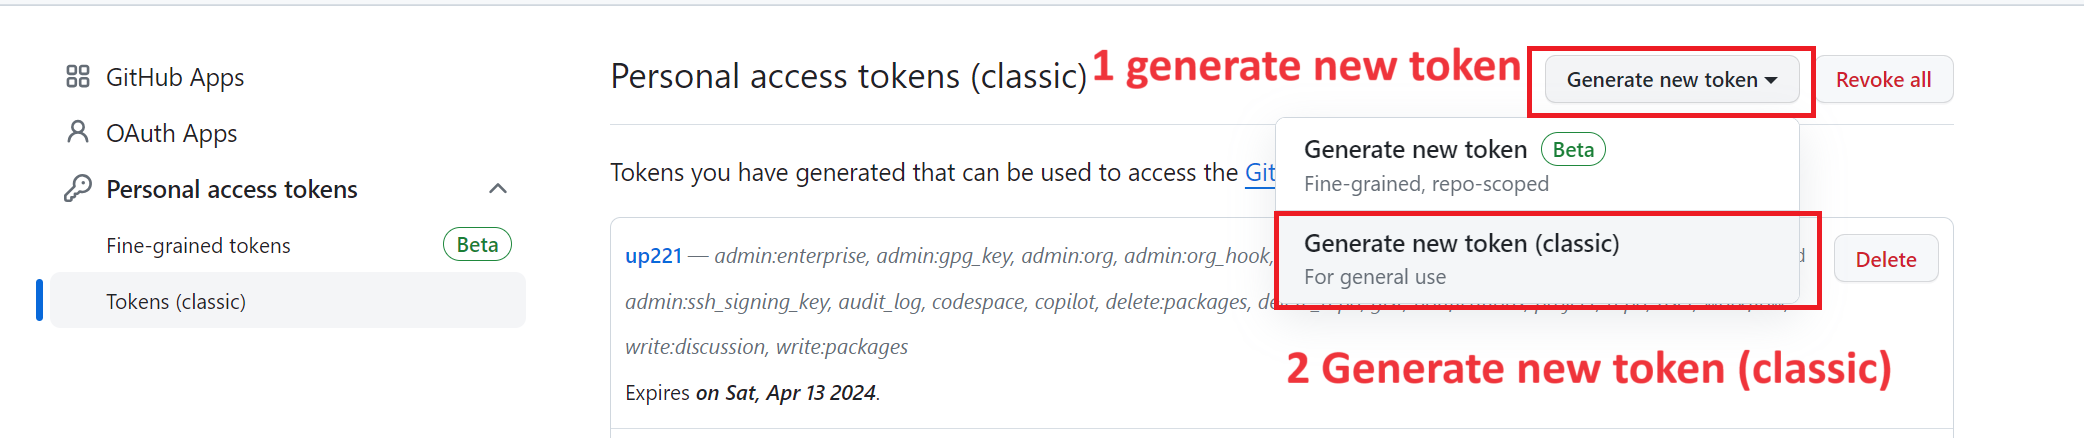 GitHub Apps
OAuth Apps
Personal access tokens
Fine-grained tokens Beta
Tokens (classic)
Personal access tokens (classic) 1 generate new token Generate new token Revoke all
Generate new token Beta
Fine-grained, repo-scoped
Tokens you have generated that can be used to access the Git
Generate new token (classic)
For general use
up221 — admin:enterprise, admin:gpg_key, admin:org, admin:org_hook, Delete
admin:ssh_signing_key, audit_log, codespace, copilot, delete:packages,
write:discussion, write:packages
2 Generate new token (classic)
Expires on Sat, Apr 13 2024.